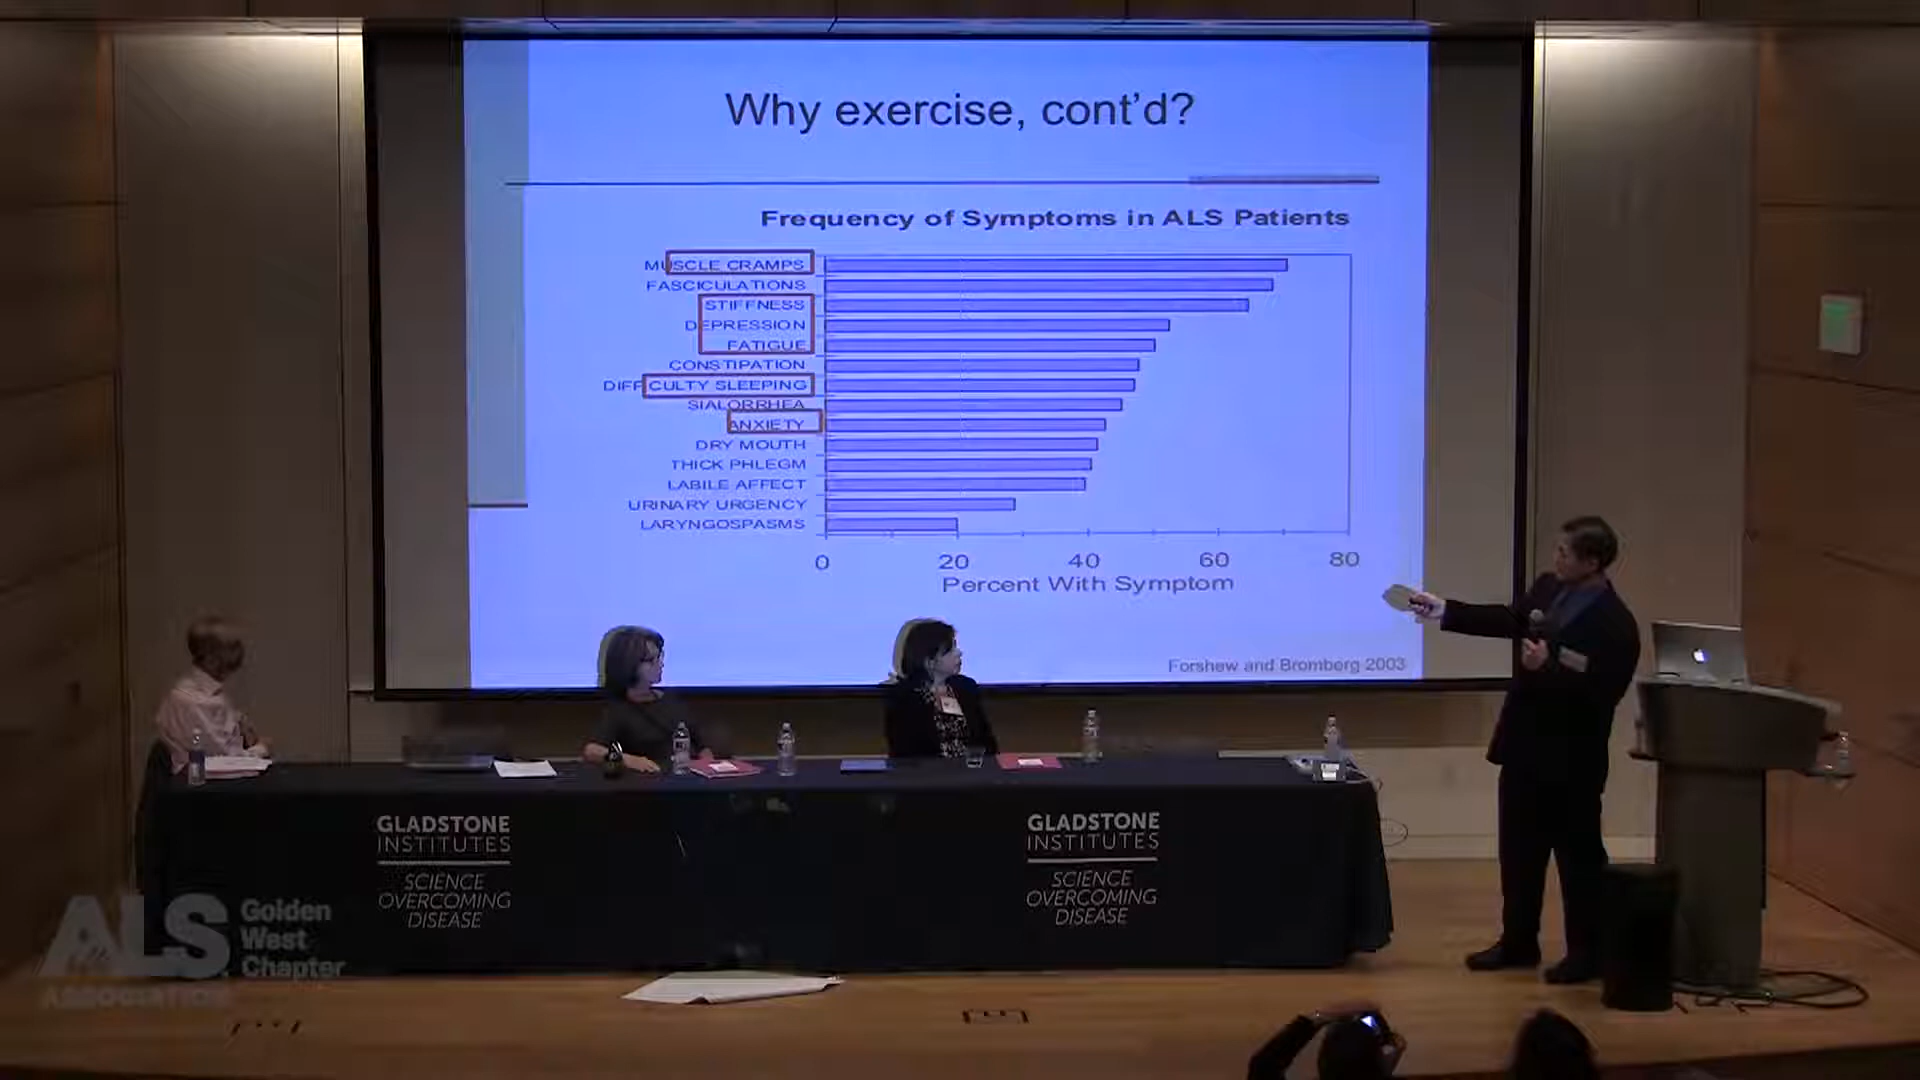 Why exercise, cont'd?
Frequency of Symptoms in ALS Patients
MUSCLE CRAMPS
FASCICULATIONS
STIFFNESS
DEPRESSION
FATIGUE
CONSTIPATION
DIFFICULTY SLEEPING
SIALORRHEA
ANXIETY
DRY MOUTH
THICK PHLEGM
LABILE AFFECT
URINARY URGENCY
LARYNGOSPASMS
0 20 40 60 80
Percent With Symptom
Forshew and Bromberg 2003
GLADSTONE
INSTITUTES
SCIENCE
OVERCOMING
DISEASE
GLADSTONE
INSTITUTES
SCIENCE
OVERCOMING
DISEASE
ALS
ASSOCIATION
Golden
West
Chapter